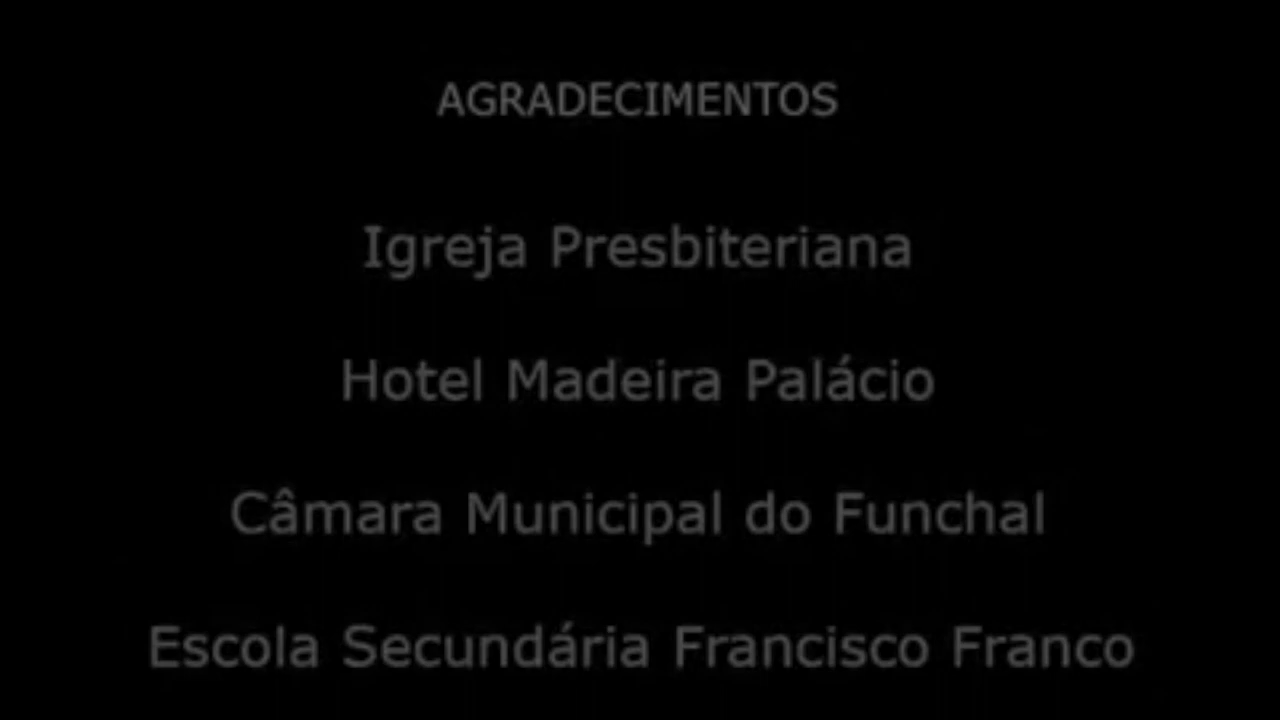 AGRADECIMENTOS
Igreja Presbiteriana
Hotel Madeira Palácio
Câmara Municipal do Funchal
Escola Secundária Francisco Franco